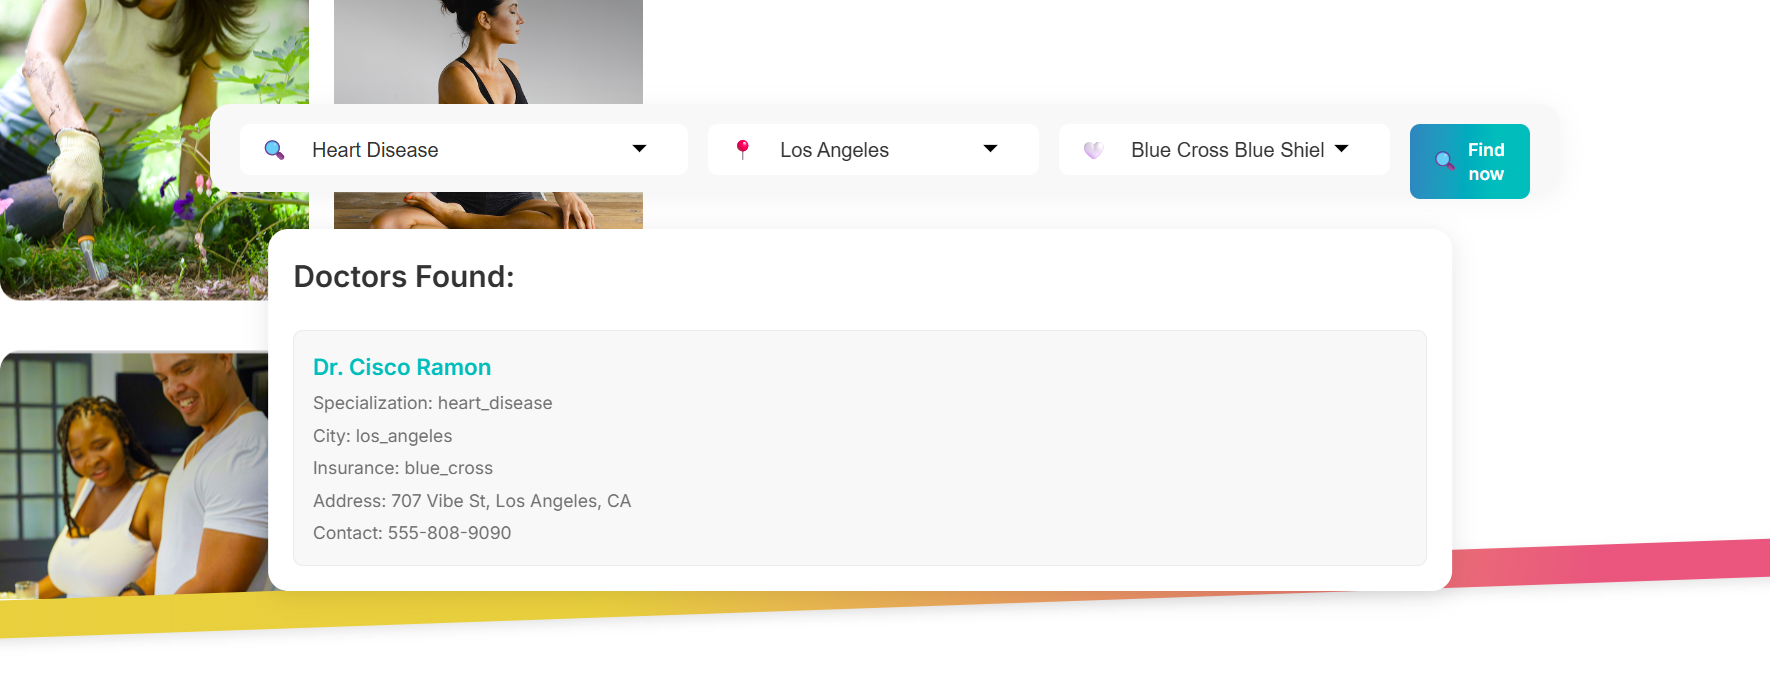 Heart Disease
Los Angeles
Blue Cross Blue Shiel
Find
now
Doctors Found:
Dr. Cisco Ramon
Specialization: heart_disease
City: los_angeles
Insurance: blue_cross
Address: 707 Vibe St, Los Angeles, CA
Contact: 555-808-9090